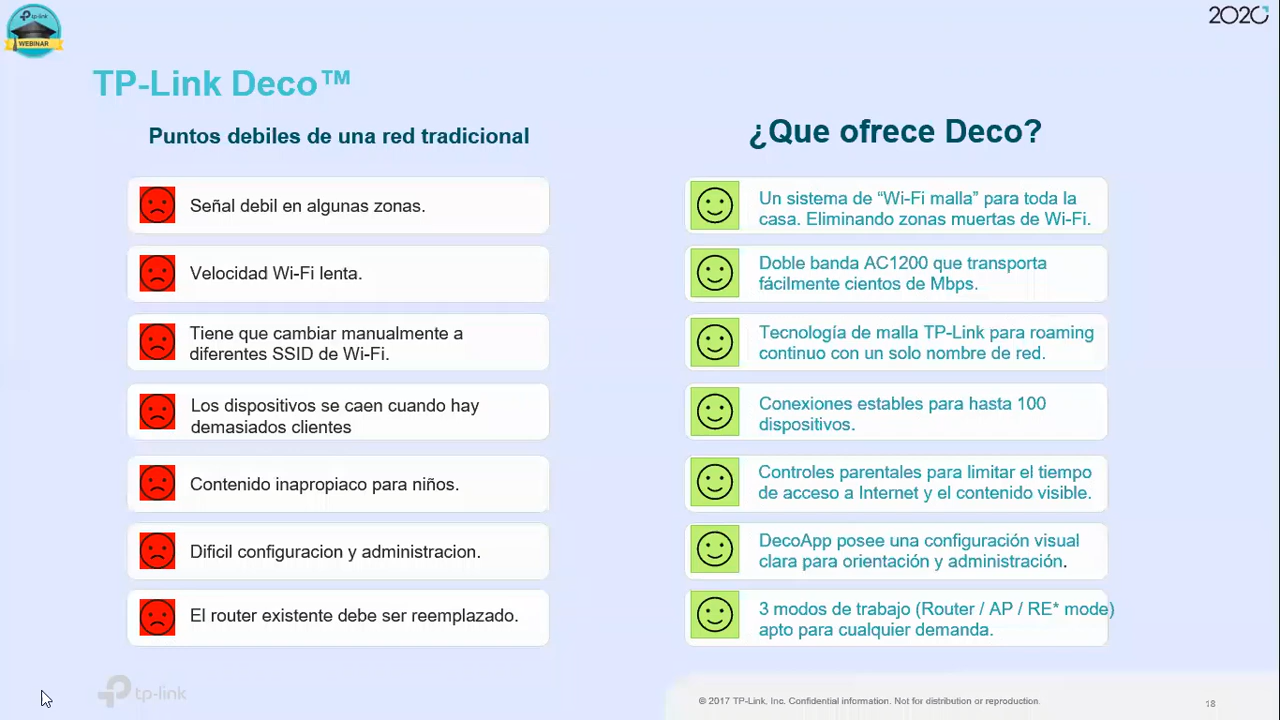 tp-link
WEBINAR
2020
TP-Link Deco™
Puntos debiles de una red tradicional
Señal debil en algunas zonas.
Velocidad Wi-Fi lenta.
Tiene que cambiar manualmente a
diferentes SSID de Wi-Fi.
Los dispositivos se caen cuando hay
demasiados clientes
Contenido inapropiaco para niños.
Dificil configuracion y administracion.
El router existente debe ser reemplazado.
¿Que ofrece Deco?
Un sistema de “Wi-Fi malla” para toda la
casa. Eliminando zonas muertas de Wi-Fi.
Doble banda AC1200 que transporta
fácilmente cientos de Mbps.
Tecnología de malla TP-Link para roaming
continuo con un solo nombre de red.
Conexiones estables para hasta 100
dispositivos.
Controles parentales para limitar el tiempo
de acceso a Internet y el contenido visible.
DecoApp posee una configuración visual
clara para orientación y administración.
3 modos de trabajo (Router / AP / RE* mode)
apto para cualquier demanda.
tp-link
© 2017 TP-Link, Inc. Confidential information. Not for distribution or reproduction.
18